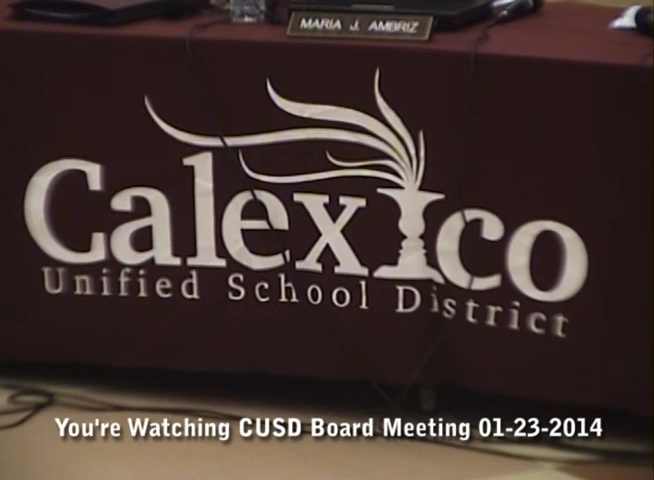 MARIA J. AMBRIZ
Calexico
Unified School District
You're Watching CUSD Board Meeting 01-23-2014